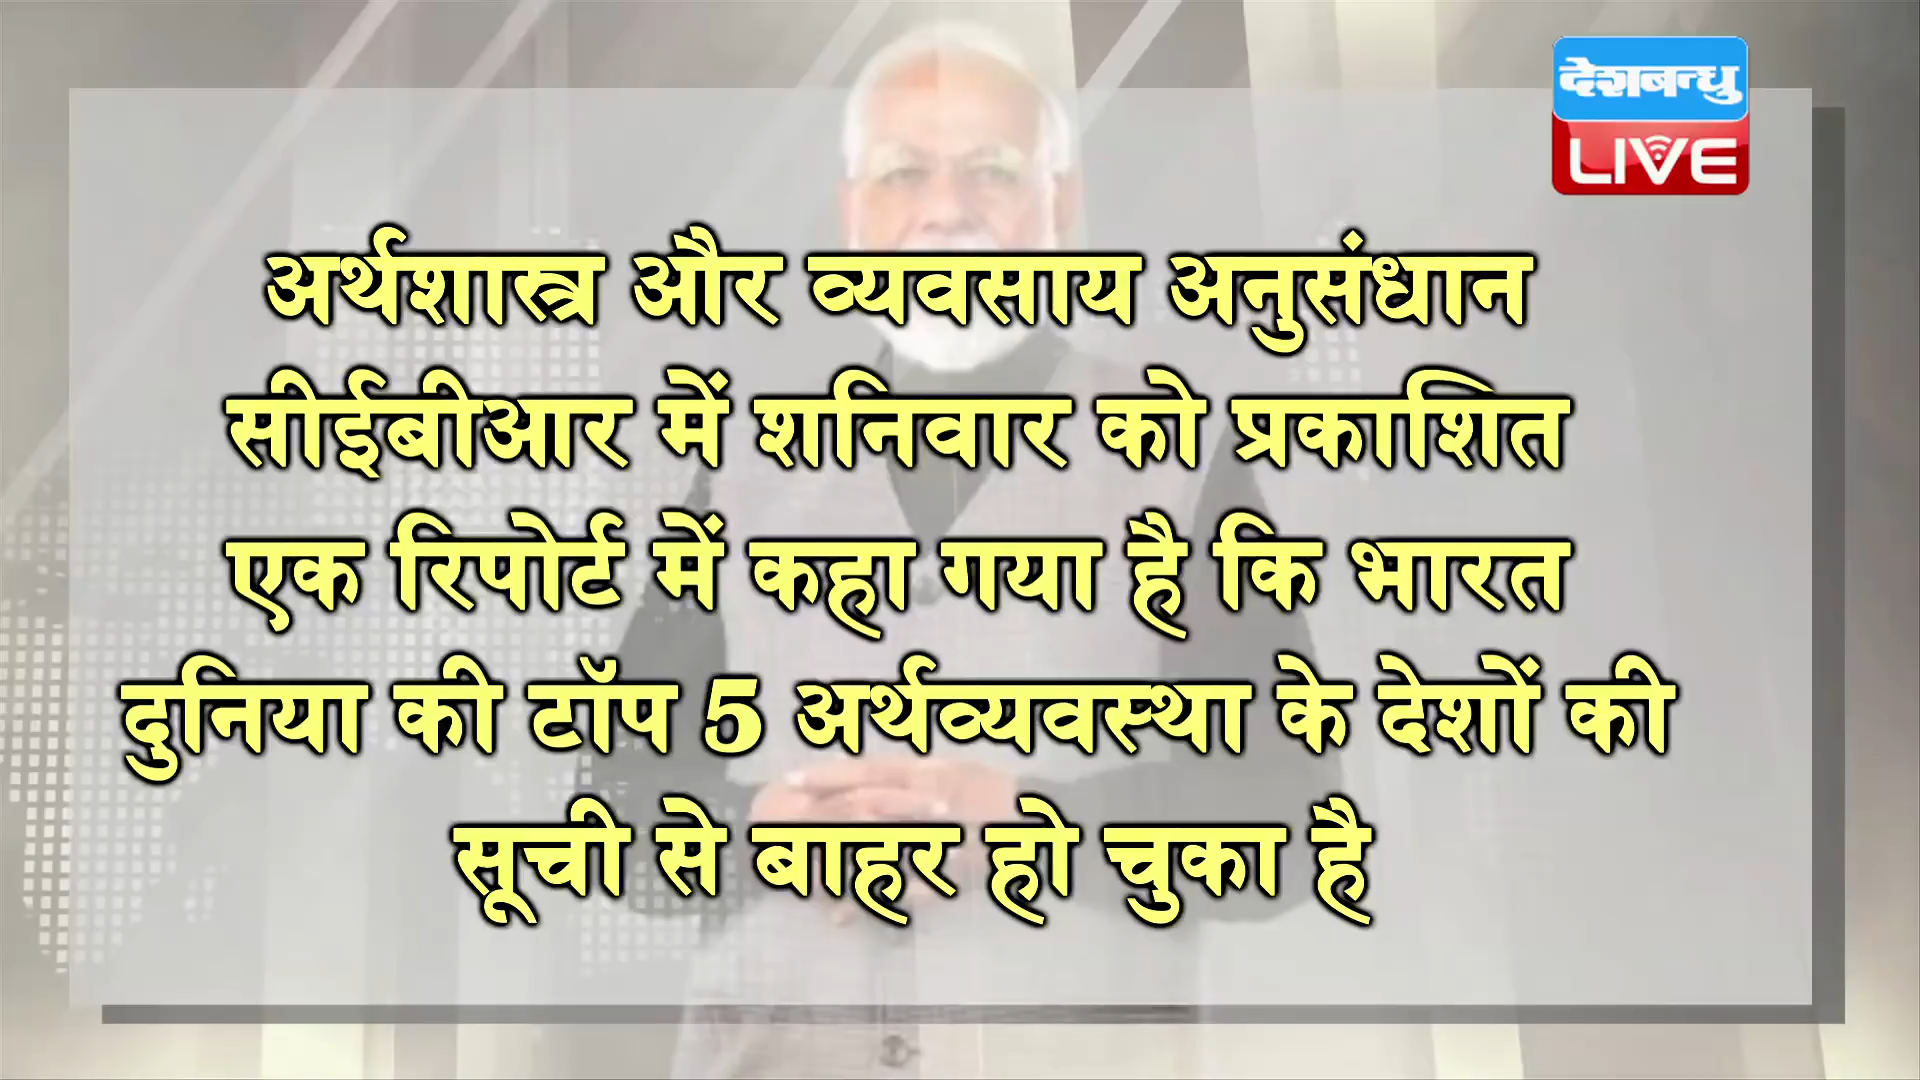 देशबन्धु
LIVE
अर्थशास्त्र और व्यवसाय अनुसंधान
सीईबीआर में शनिवार को प्रकाशित
एक रिपोर्ट में कहा गया है कि भारत
दुनिया की टॉप 5 अर्थव्यवस्था के देशों की
सूची से बाहर हो चुका है